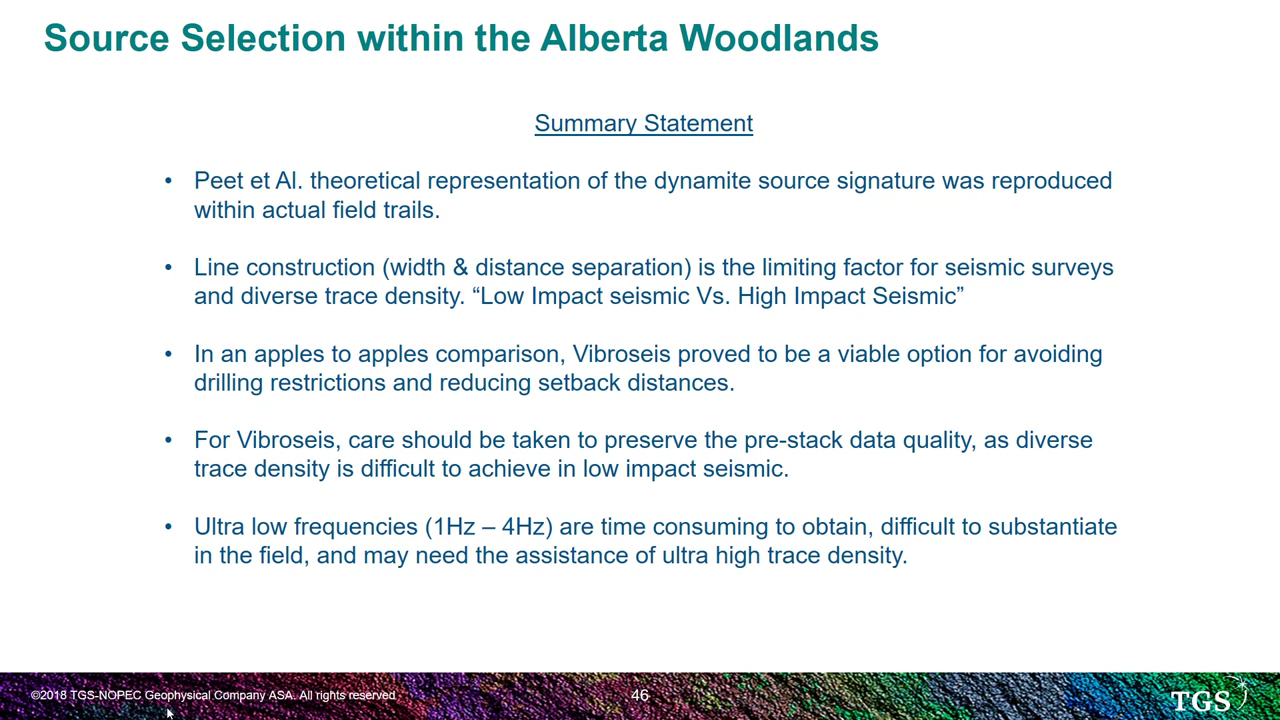 Source Selection within the Alberta Woodlands
Summary Statement
• Peet et Al. theoretical representation of the dynamite source signature was reproduced
within actual field trails.
• Line construction (width & distance separation) is the limiting factor for seismic surveys
and diverse trace density. “Low Impact seismic Vs. High Impact Seismic”
• In an apples to apples comparison, Vibroseis proved to be a viable option for avoiding
drilling restrictions and reducing setback distances.
• For Vibroseis, care should be taken to preserve the pre-stack data quality, as diverse
trace density is difficult to achieve in low impact seismic.
• Ultra low frequencies (1Hz – 4Hz) are time consuming to obtain, difficult to substantiate
in the field, and may need the assistance of ultra high trace density.
©2018 TGS-NOPEC Geophysical Company ASA. All rights reserved
46
TGS